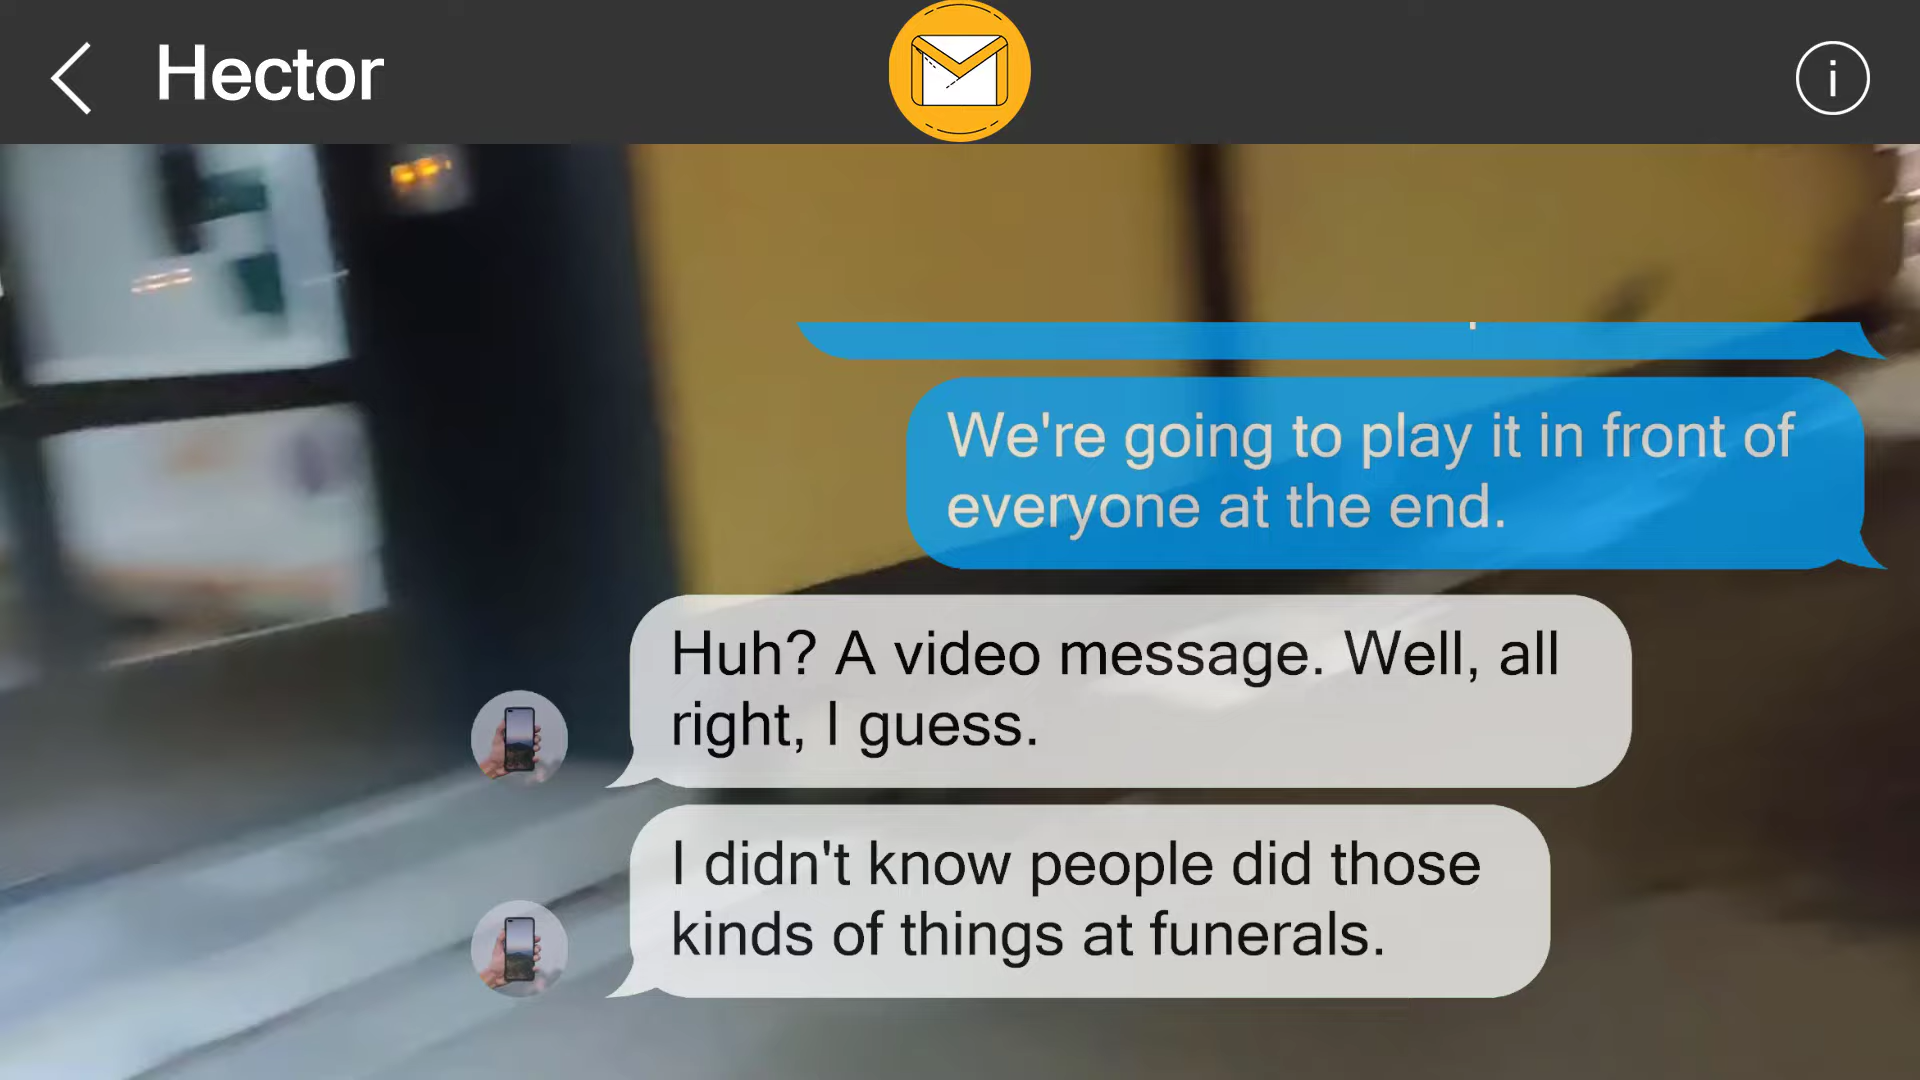 Hector
We're going to play it in front of
everyone at the end.
Huh? A video message. Well, all
right, I guess.
I didn't know people did those
kinds of things at funerals.